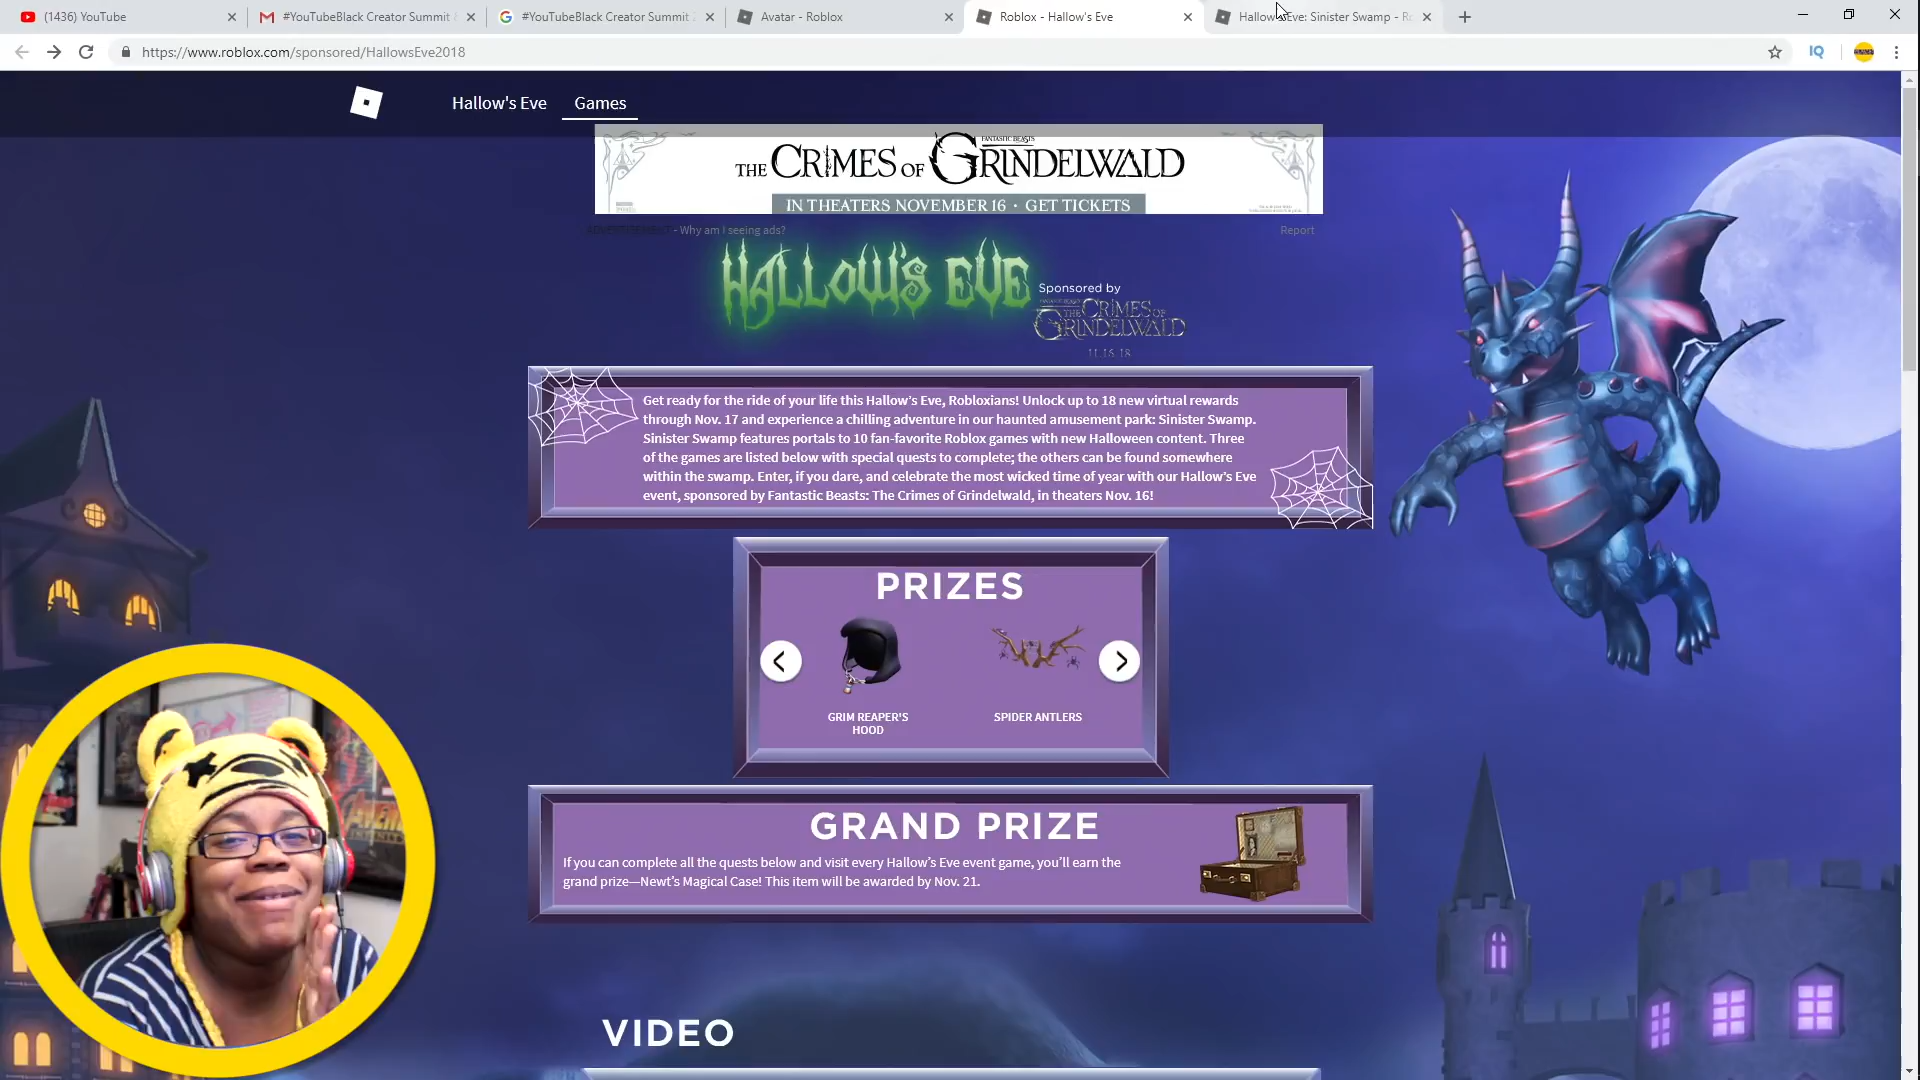 (1436) YouTube
#YouTubeBlack Creator Summit
#YouTubeBlack Creator Summit
Avatar - Roblox
Roblox - Hallow's Eve
Hallow's Eve: Sinister Swamp - Ro
https://www.roblox.com/sponsored/HallowsEve2018
IQ
Hallow's Eve
Games
FANTASTIC BEASTS
THE CRIMES OF GRINDELWALD
IN THEATERS NOVEMBER 16 · GET TICKETS
ADVERTISEMENT - Why am I seeing ads?
Report
HALLOW'S EVE
Sponsored by
FANTASTIC BEASTS
THE CRIMES OF
GRINDELWALD
11.16.18
Get ready for the ride of your life this Hallow's Eve, Robloxians! Unlock up to 18 new virtual rewards
through Nov. 17 and experience a chilling adventure in our haunted amusement park: Sinister Swamp.
Sinister Swamp features portals to 10 fan-favorite Roblox games with new Halloween content. Three
of the games are listed below with special quests to complete; the others can be found somewhere
within the swamp. Enter, if you dare, and celebrate the most wicked time of year with our Hallow's Eve
event, sponsored by Fantastic Beasts: The Crimes of Grindelwald, in theaters Nov. 16!
PRIZES
GRIM REAPER'S
HOOD
SPIDER ANTLERS
GRAND PRIZE
If you can complete all the quests below and visit every Hallow's Eve event game, you'll earn the
grand prize—Newt's Magical Case! This item will be awarded by Nov. 21.
VIDEO